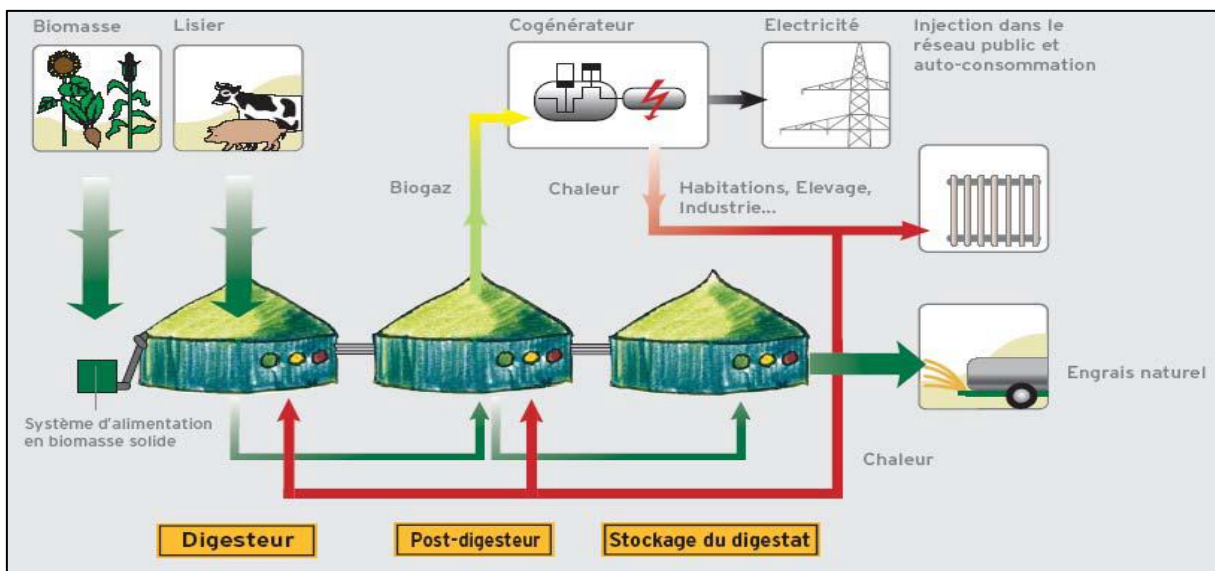 Biomasse
Lisier
Cogénérateur
Electricité
Injection dans le
réseau public et
auto-consommation
Biogaz
Chaleur
Habitations, Elevage,
Industrie...
Engrais naturel
Système d'alimentation
en biomasse solide
Chaleur
Digesteur
Post-digesteur
Stockage du digestat